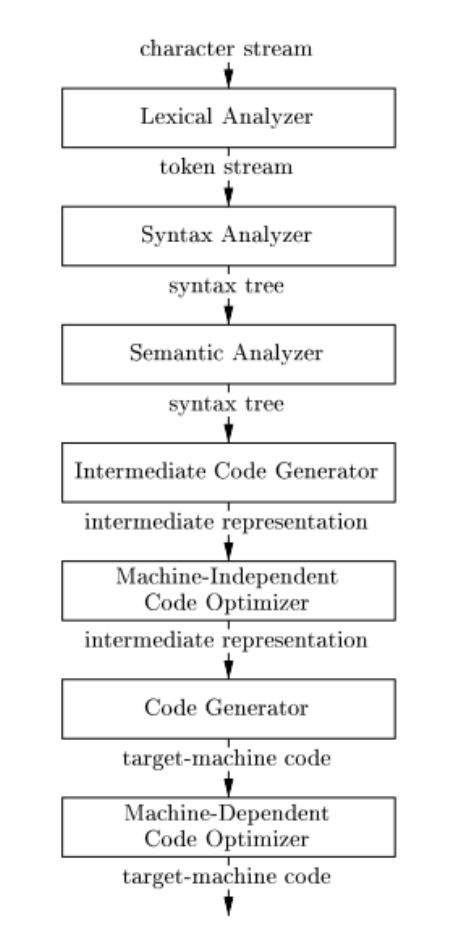 character stream
Lexical Analyzer
token stream
Syntax Analyzer
syntax tree
Semantic Analyzer
syntax tree
Intermediate Code Generator
intermediate representation
Machine-Independent
Code Optimizer
intermediate representation
Code Generator
target-machine code
Machine-Dependent
Code Optimizer
target-machine code